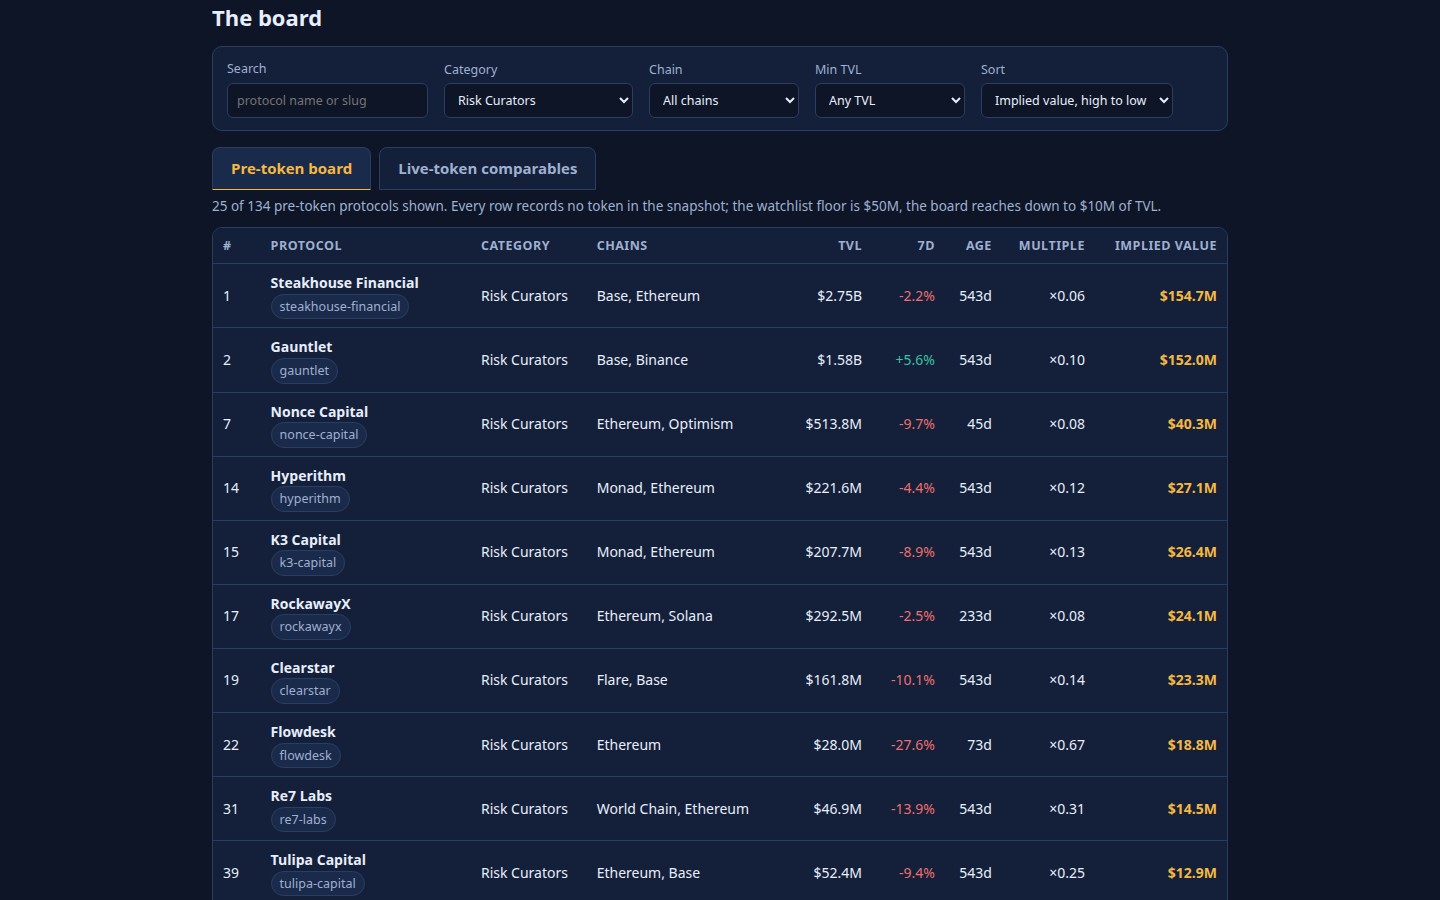 The board
Search Category Chain Min TVL Sort
protocol name or slug Risk Curators All chains Any TVL Implied value, high to low
Pre-token board Live-token comparables
25 of 134 pre-token protocols shown. Every row records no token in the snapshot; the watchlist floor is $50M, the board reaches down to $10M of TVL.
# PROTOCOL CATEGORY CHAINS TVL 7D AGE MULTIPLE IMPLIED VALUE
1 Steakhouse Financial Risk Curators Base, Ethereum $2.75B -2.2% 543d ×0.06 $154.7M
steakhouse-financial
2 Gauntlet Risk Curators Base, Binance $1.58B +5.6% 543d ×0.10 $152.0M
gauntlet
7 Nonce Capital Risk Curators Ethereum, Optimism $513.8M -9.7% 45d ×0.08 $40.3M
nonce-capital
14 Hyperithm Risk Curators Monad, Ethereum $221.6M -4.4% 543d ×0.12 $27.1M
hyperithm
15 K3 Capital Risk Curators Monad, Ethereum $207.7M -8.9% 543d ×0.13 $26.4M
k3-capital
17 RockawayX Risk Curators Ethereum, Solana $292.5M -2.5% 233d ×0.08 $24.1M
rockawayx
19 Clearstar Risk Curators Flare, Base $161.8M -10.1% 543d ×0.14 $23.3M
clearstar
22 Flowdesk Risk Curators Ethereum $28.0M -27.6% 73d ×0.67 $18.8M
flowdesk
31 Re7 Labs Risk Curators World Chain, Ethereum $46.9M -13.9% 543d ×0.31 $14.5M
re7-labs
39 Tulipa Capital Risk Curators Ethereum, Base $52.4M -9.4% 543d ×0.25 $12.9M
tulipa-capital